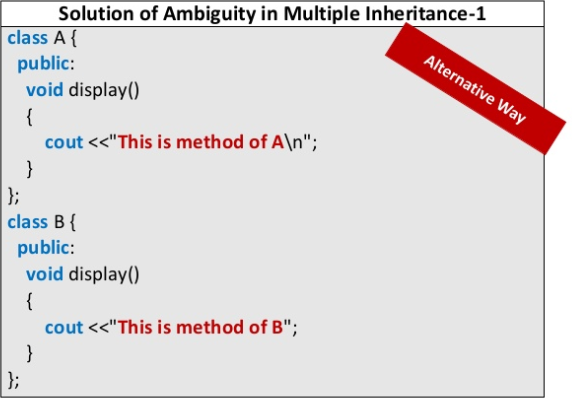 Solution of Ambiguity in Multiple Inheritance-1
Alternative Way
class A {
public:
void display()
{
cout <<"This is method of A\n";
}
};
class B {
public:
void display()
{
cout <<"This is method of B";
}
};